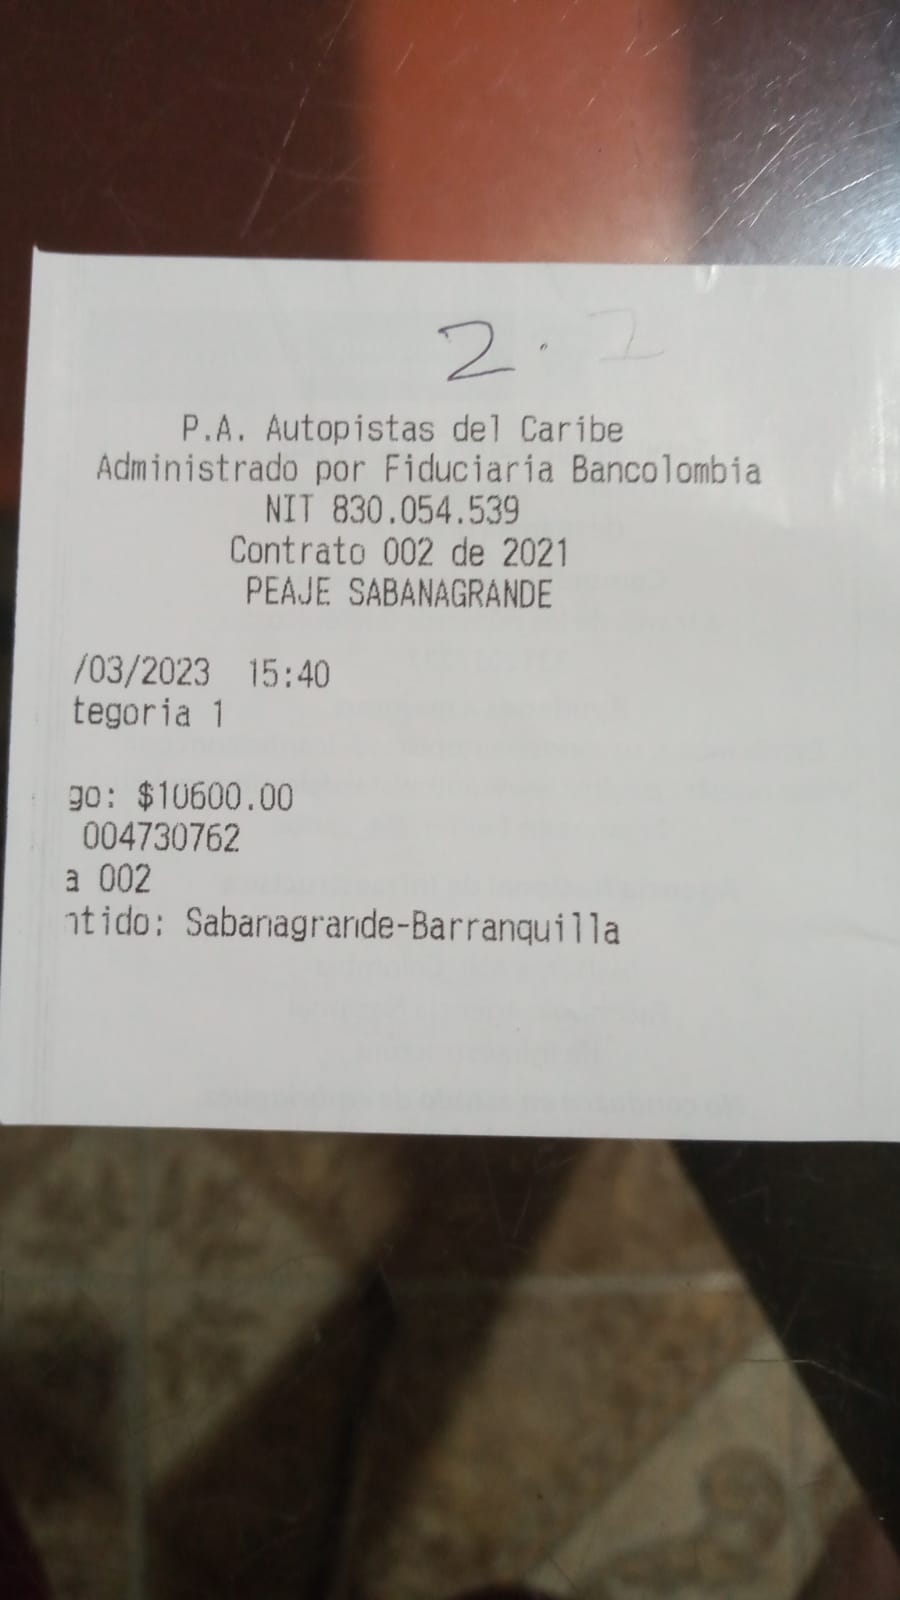 2.1
P.A. Autopistas del Caribe
Administrado por Fiduciaria Bancolombia
NIT 830.054.539
Contrato 002 de 2021
PEAJE SABANAGRANDE
/03/2023 15:40
tegoria 1
go: $10600.00
004730762
a 002
ntido: Sabanagrande-Barranquilla